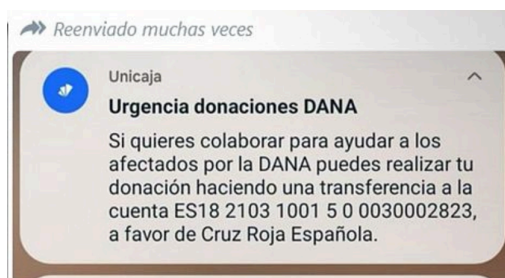 Reenviado muchas veces
Unicaja
Urgencia donaciones DANA
Si quieres colaborar para ayudar a los
afectados por la DANA puedes realizar tu
donación haciendo una transferencia a la
cuenta ES18 2103 1001 5 0 0030002823,
a favor de Cruz Roja Española.